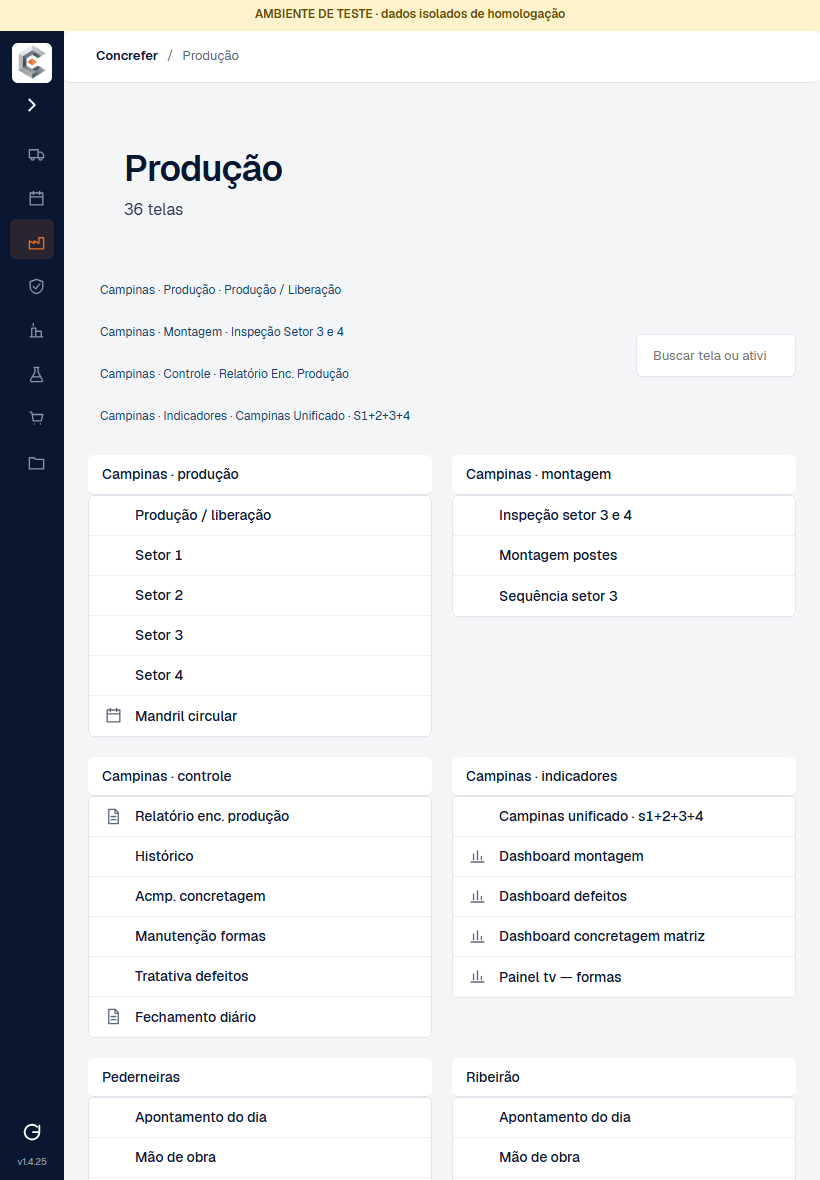 AMBIENTE DE TESTE · dados isolados de homologação
Concrefer / Produção
Produção
36 telas
Campinas · Produção · Produção / Liberação
Campinas · Montagem · Inspeção Setor 3 e 4
Campinas · Controle · Relatório Enc. Produção
Campinas · Indicadores · Campinas Unificado · S1+2+3+4
Buscar tela ou ativi
Campinas · produção
Produção / liberação
Setor 1
Setor 2
Setor 3
Setor 4
Mandril circular
Campinas · montagem
Inspeção setor 3 e 4
Montagem postes
Sequência setor 3
Campinas · controle
Relatório enc. produção
Histórico
Acmp. concretagem
Manutenção formas
Tratativa defeitos
Fechamento diário
Campinas · indicadores
Campinas unificado · s1+2+3+4
Dashboard montagem
Dashboard defeitos
Dashboard concretagem matriz
Painel tv — formas
Pederneiras
Apontamento do dia
Mão de obra
Ribeirão
Apontamento do dia
Mão de obra
v1.4.25